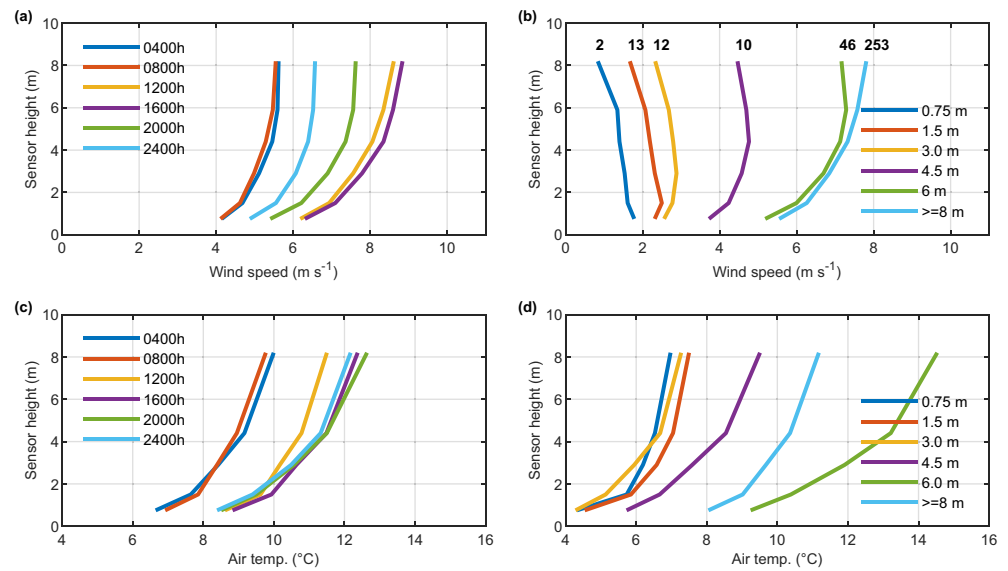 (a)
10
8
6
4
2
0
Sensor height (m)
0400h
0800h
1200h
1600h
2000h
2400h
0 2 4 6 8 10
Wind speed (m s-1)
(b)
10
8
6
4
2
0
Sensor height (m)
2 13 12 10 46 253
0.75 m
1.5 m
3.0 m
4.5 m
6 m
>=8 m
0 2 4 6 8 10
Wind speed (m s-1)
(c)
10
8
6
4
2
0
Sensor height (m)
0400h
0800h
1200h
1600h
2000h
2400h
4 6 8 10 12 14 16
Air temp. (°C)
(d)
10
8
6
4
2
0
Sensor height (m)
0.75 m
1.5 m
3.0 m
4.5 m
6.0 m
>=8 m
4 6 8 10 12 14 16
Air temp. (°C)